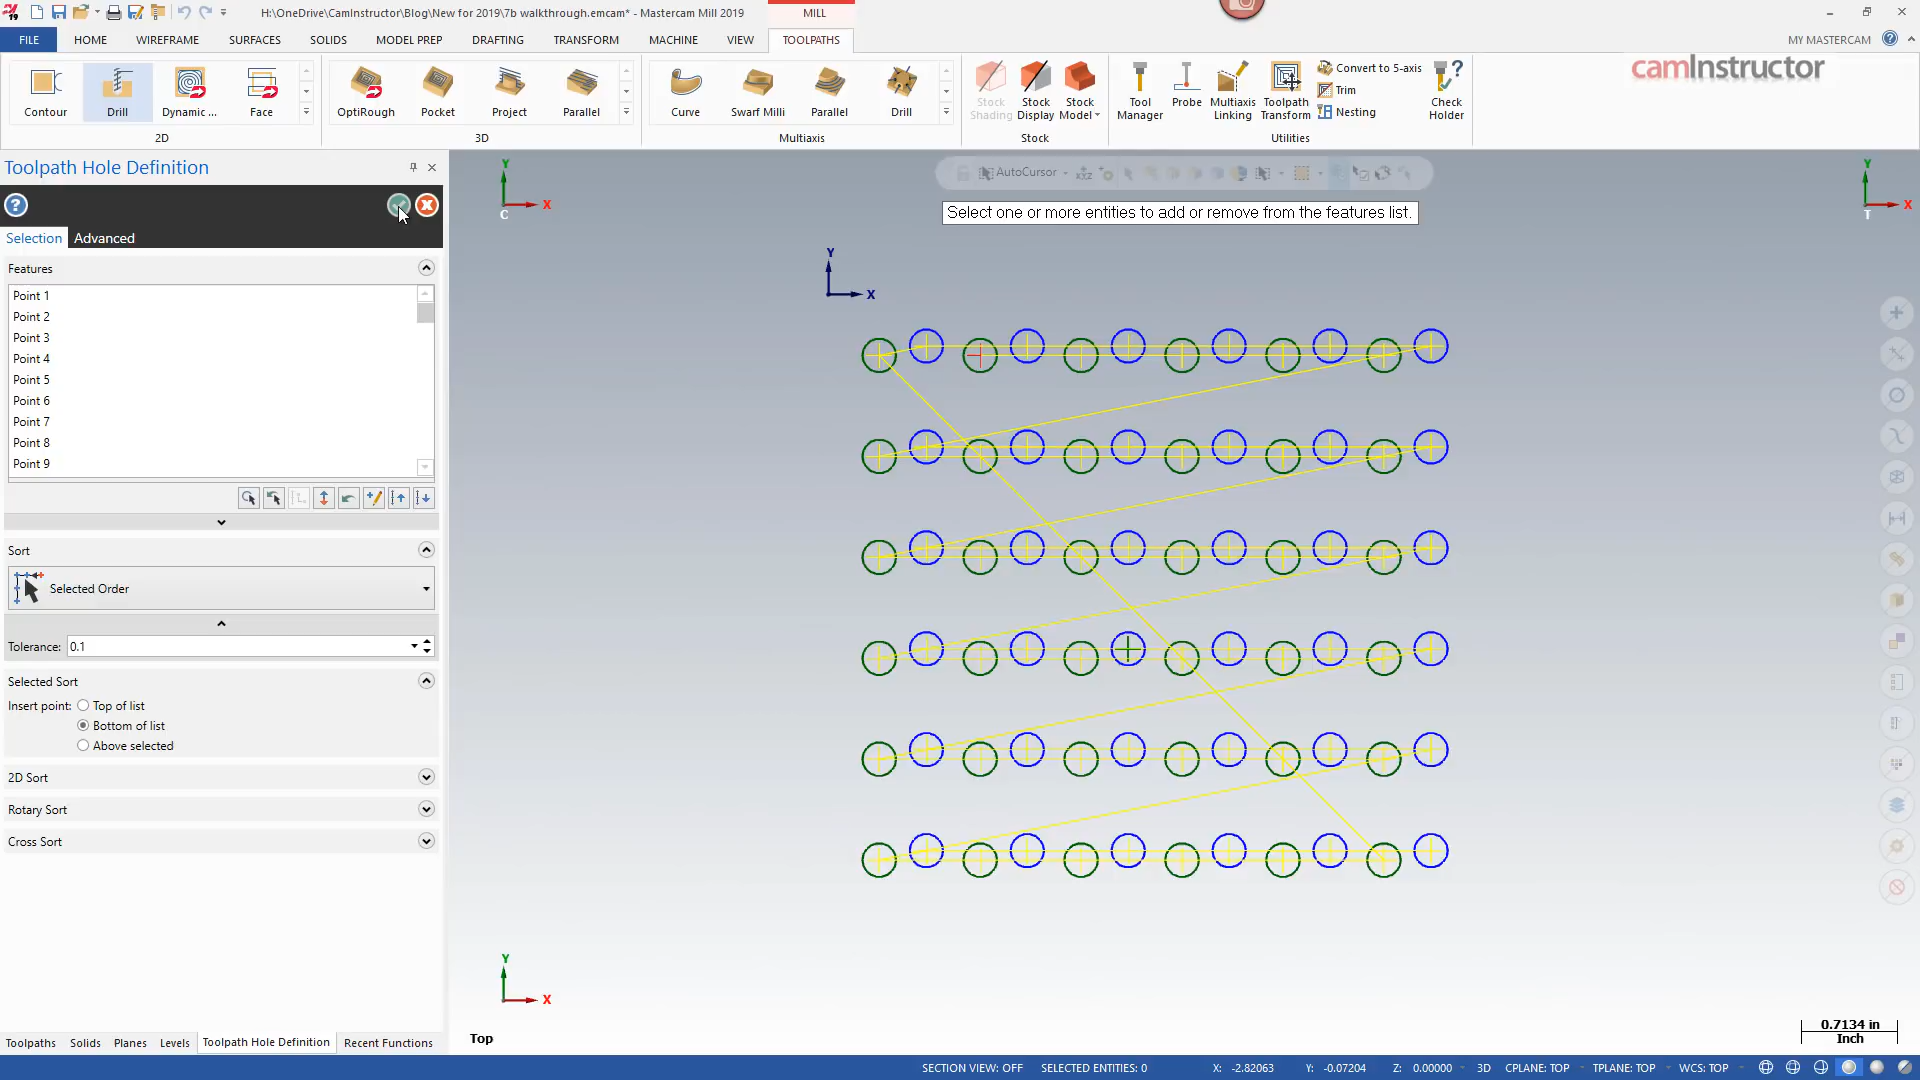 H:\OneDrive\CamInstructor\Blog\New for 2019\7b walkthrough.emcam* - Mastercam Mill 2019
MILL
FILE HOME WIREFRAME SURFACES SOLIDS MODEL PREP DRAFTING TRANSFORM MACHINE VIEW TOOLPATHS
MY MASTERCAM
camInstructor
Contour Drill Dynamic ... Face
2D
OptiRough Pocket Project Parallel
3D
Curve Swarf Milli Parallel Drill
Multiaxis
Stock Shading Stock Display Stock Model
Stock
Tool Manager Probe Multiaxis Linking Toolpath Transform
Convert to 5-axis
Trim
Nesting
Check Holder
Utilities
Toolpath Hole Definition
Selection Advanced
Features
Point 1
Point 2
Point 3
Point 4
Point 5
Point 6
Point 7
Point 8
Point 9
Sort
Selected Order
Tolerance: 0.1
Selected Sort
Insert point: Top of list
Bottom of list
Above selected
2D Sort
Rotary Sort
Cross Sort
Toolpaths Solids Planes Levels Toolpath Hole Definition Recent Functions
AutoCursor
Select one or more entities to add or remove from the features list.
Y
X
C
Y
X
T
Y
X
Y
X
Top
0.7134 in
Inch
SECTION VIEW: OFF SELECTED ENTITIES: 0 X: -2.82063 Y: -0.07204 Z: 0.00000 3D CPLANE: TOP TPLANE: TOP WCS: TOP